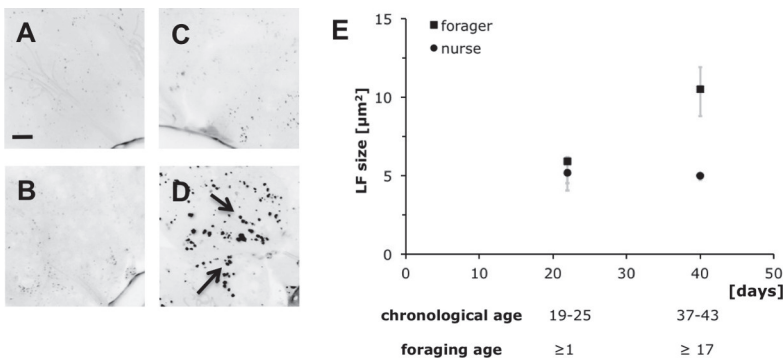 A
C
B
D
E
forager
nurse
LF size [µm²]
15
10
5
0
0 10 20 30 40 50
[days]
chronological age 19-25 37-43
foraging age ≥1 ≥ 17